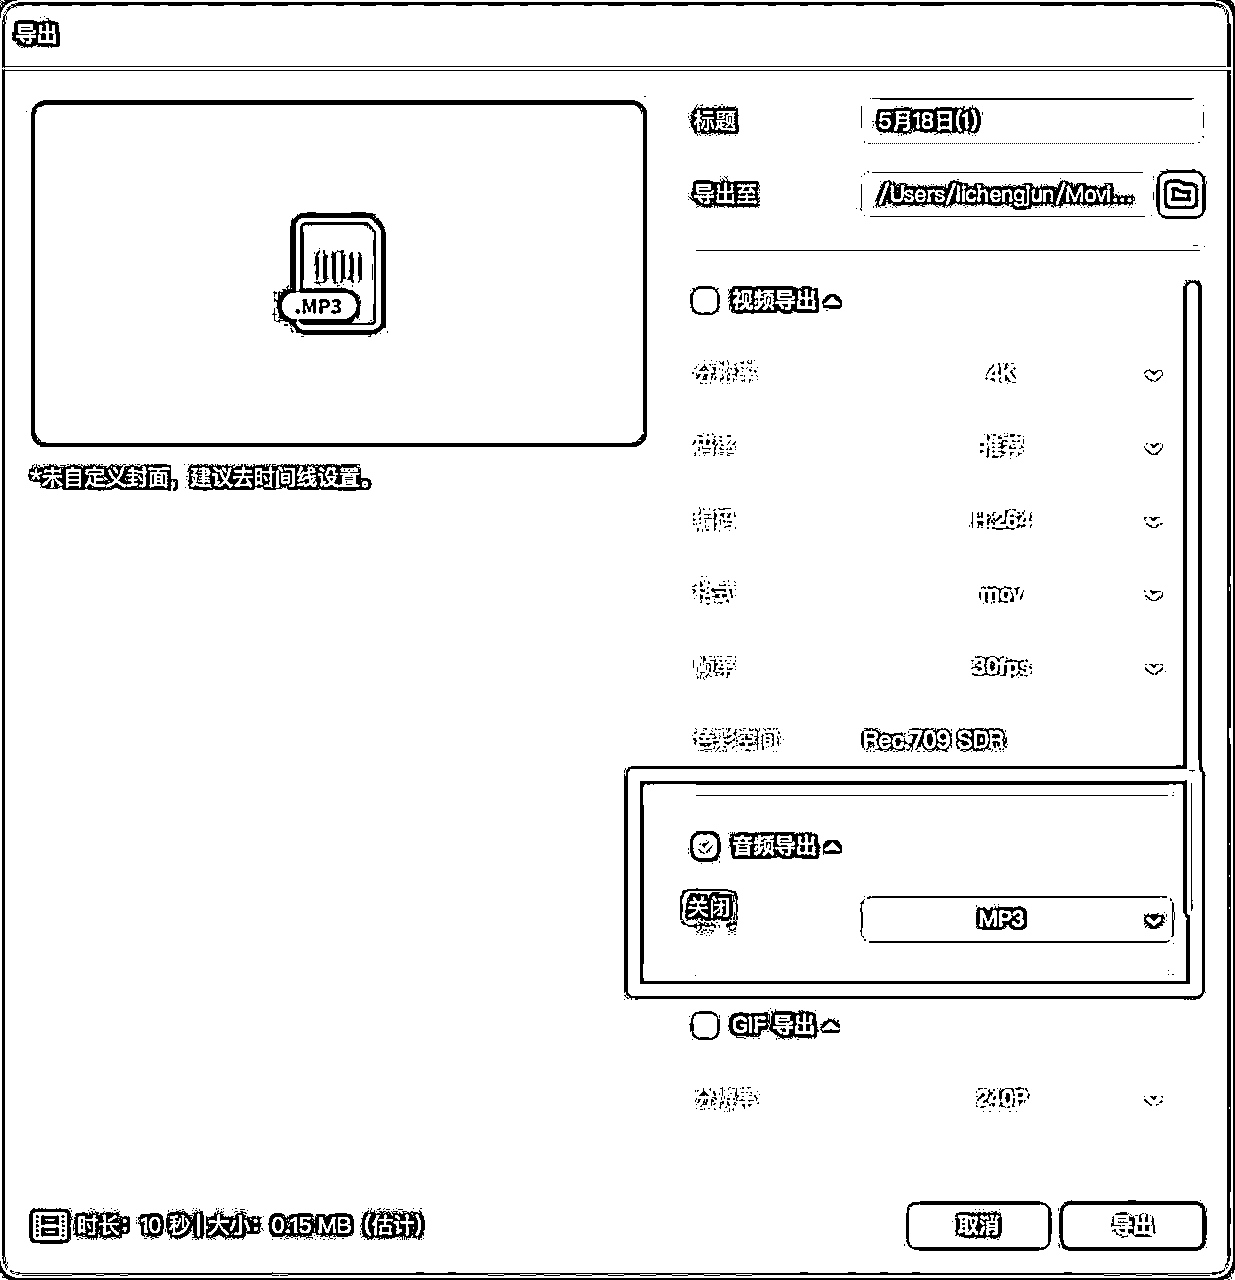 导出
.MP3
*未自定义封面，建议去时间线设置。
标题 5月18日(1)
导出至 /Users/lichengjun/Movi...
视频导出
分辨率 4K
码率 推荐
编码 H.264
格式 mov
帧率 30fps
色彩空间 Rec.709 SDR
音频导出
关闭 MP3
GIF 导出
分辨率 240P
时长：10 秒 | 大小：0.15 MB（估计）
取消
导出